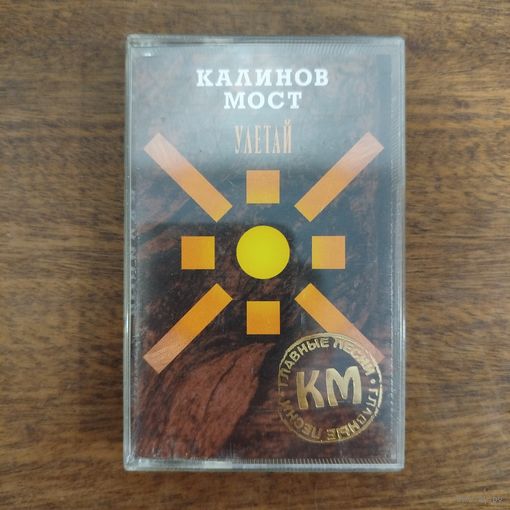 КАЛИНОВ
МОСТ
УЛЕТАЙ
ГЛАВНЫЕ ПЕСНИ • ГЛАВНЫЕ ПЕСНИ •
КМ